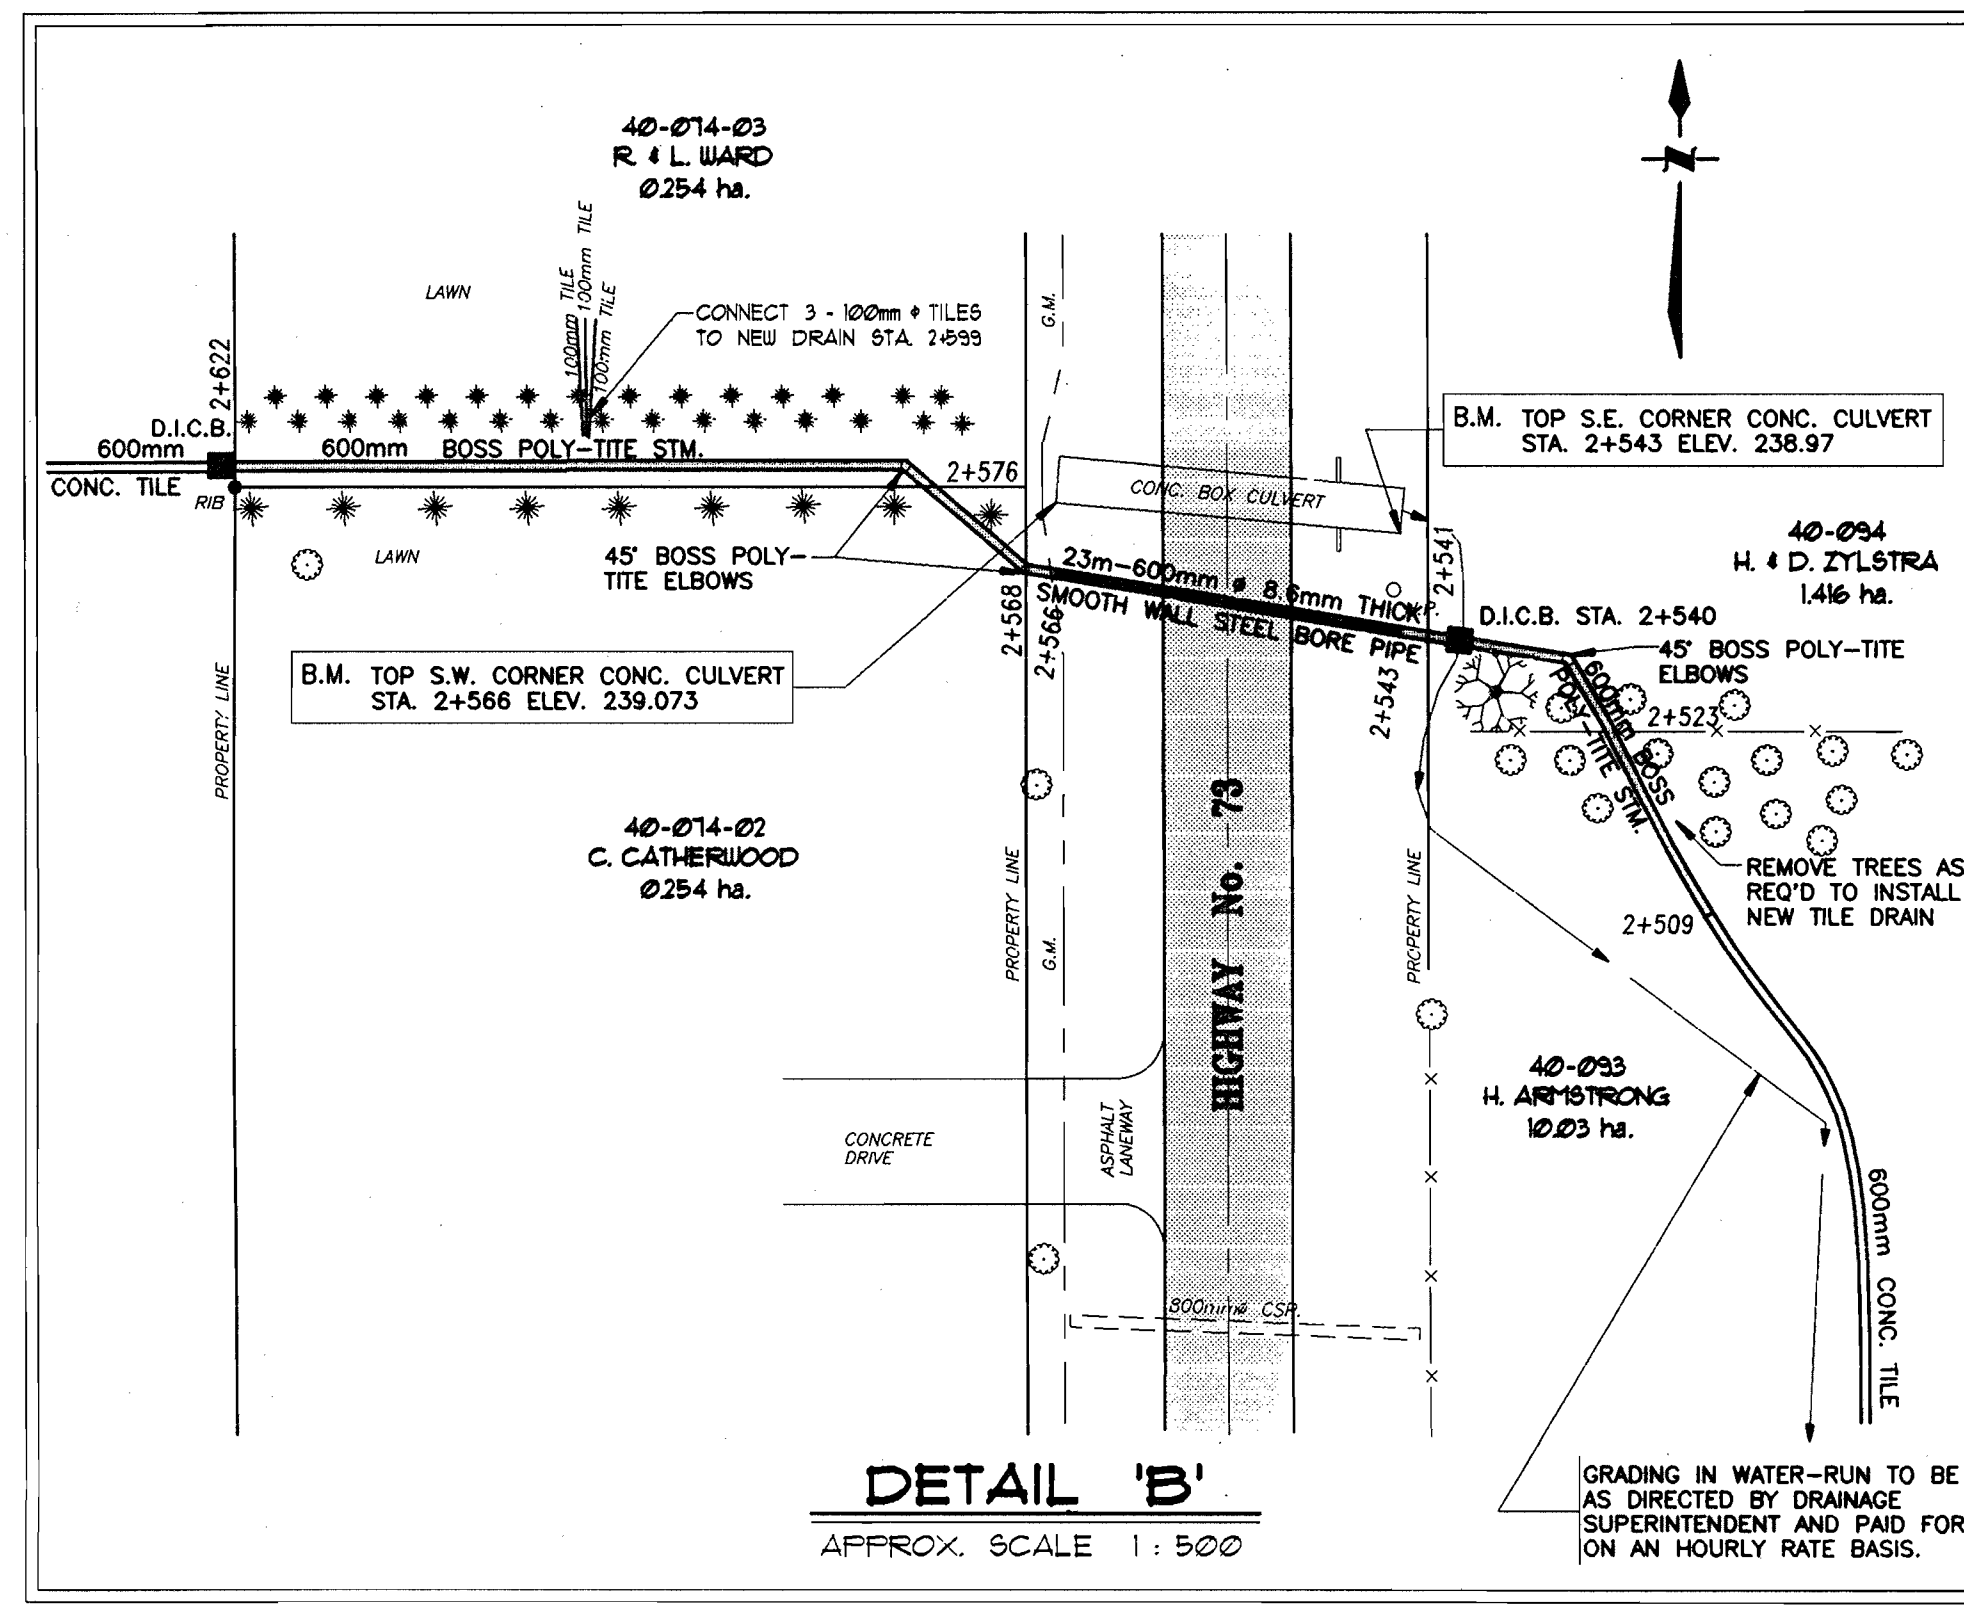 40-074-03
R. & L. WARD
0.254 ha.
N
LAWN
100mm TILE
100mm TILE
100mm TILE
CONNECT 3 - 100mm φ TILES
TO NEW DRAIN STA. 2+599
G.M.
2+622
D.I.C.B.
600mm
CONC. TILE
RIB
600mm BOSS POLY-TITE STM.
2+576
CONC. BOX CULVERT
B.M. TOP S.E. CORNER CONC. CULVERT
STA. 2+543 ELEV. 238.97
40-094
H. & D. ZYLSTRA
1.416 ha.
LAWN
45° BOSS POLY-
TITE ELBOWS
23m-600mm φ 8.6mm THICK
SMOOTH WALL STEEL BORE PIPE
2+568
2+566
2+541
2+543
D.I.C.B. STA. 2+540
45° BOSS POLY-TITE
ELBOWS
B.M. TOP S.W. CORNER CONC. CULVERT
STA. 2+566 ELEV. 239.073
600mm BOSS
POLY-TITE STM.
2+523
PROPERTY LINE
40-074-02
C. CATHERWOOD
0.254 ha.
HIGHWAY No. 73
PROPERTY LINE
G.M.
PROPERTY LINE
REMOVE TREES AS
REQ'D TO INSTALL
NEW TILE DRAIN
2+509
40-093
H. ARMSTRONG
10.03 ha.
CONCRETE
DRIVE
ASPHALT
LANEWAY
600mm CONC. TILE
800mmφ CSP.
DETAIL 'B'
APPROX. SCALE 1 : 500
GRADING IN WATER-RUN TO BE
AS DIRECTED BY DRAINAGE
SUPERINTENDENT AND PAID FOR
ON AN HOURLY RATE BASIS.